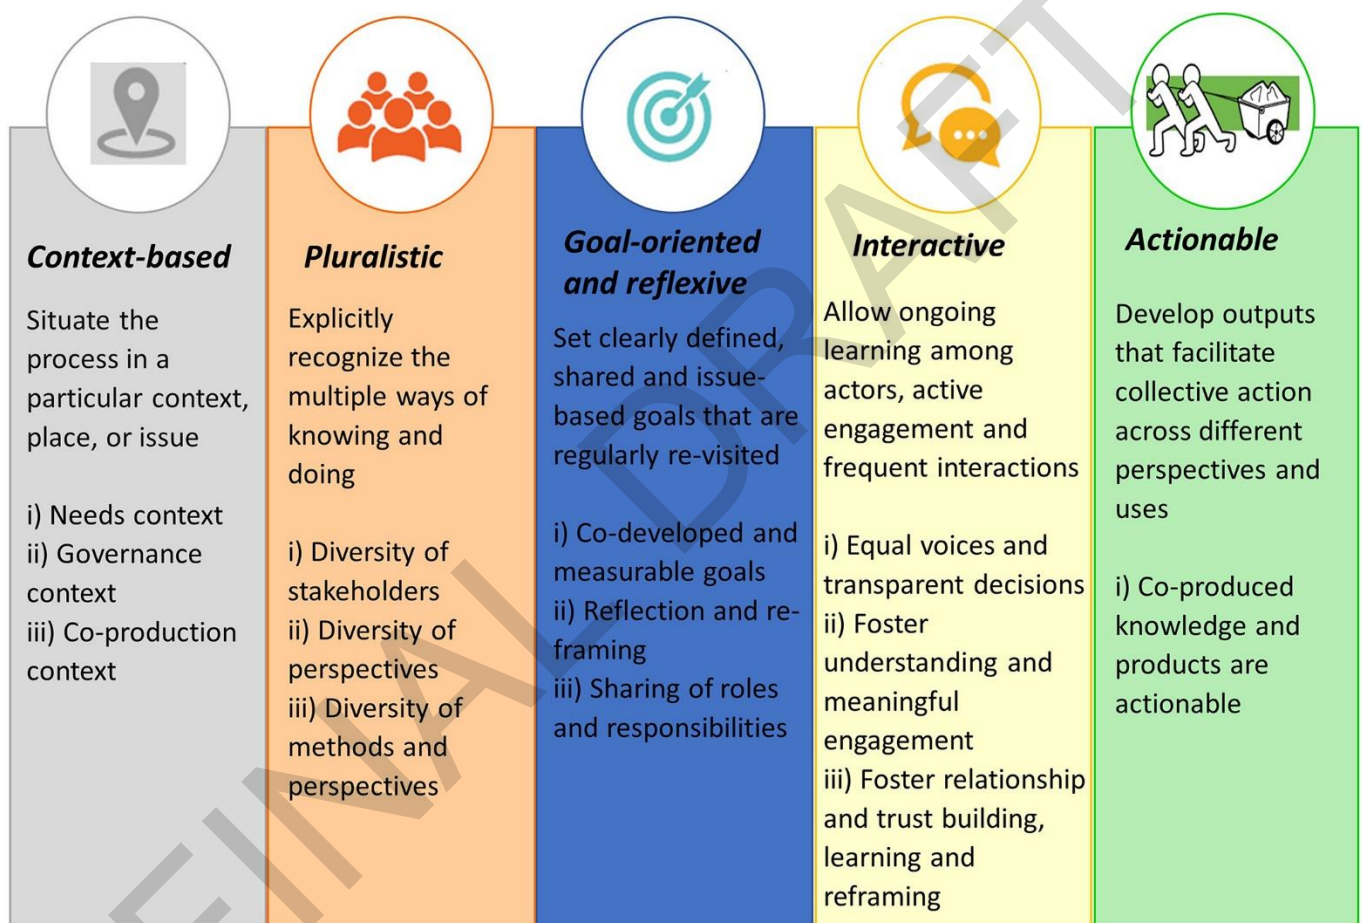 Context-based
Situate the
process in a
particular context,
place, or issue
i) Needs context
ii) Governance
context
iii) Co-production
context
Pluralistic
Explicitly
recognize the
multiple ways of
knowing and
doing
i) Diversity of
stakeholders
ii) Diversity of
perspectives
iii) Diversity of
methods and
perspectives
Goal-oriented
and reflexive
Set clearly defined,
shared and issue-
based goals that are
regularly re-visited
i) Co-developed and
measurable goals
ii) Reflection and re-
framing
iii) Sharing of roles
and responsibilities
Interactive
Allow ongoing
learning among
actors, active
engagement and
frequent interactions
i) Equal voices and
transparent decisions
ii) Foster
understanding and
meaningful
engagement
iii) Foster relationship
and trust building,
learning and
reframing
Actionable
Develop outputs
that facilitate
collective action
across different
perspectives and
uses
i) Co-produced
knowledge and
products are
actionable
FINAL DRAFT